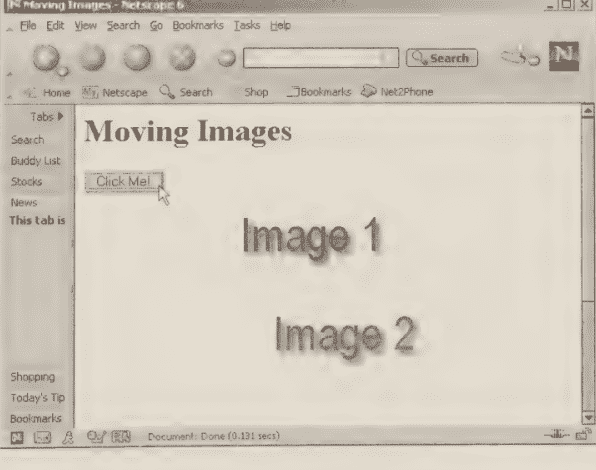 Moving Images - Netscape 6
File Edit View Search Go Bookmarks Tasks Help
Search
N
Home Netscape Search Shop Bookmarks Net2Phone
Tabs
Search
Buddy List
Stocks
News
This tab is
Shopping
Today's Tip
Bookmarks
Moving Images
Click Me!
Image 1
Image 2
Document: Done (0.131 secs)